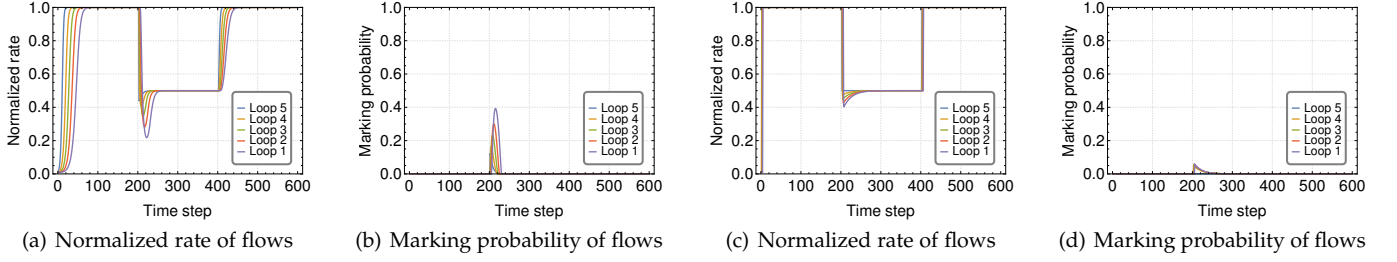 1.0
0.8
0.6
0.4
0.2
0.0
Normalized rate
Loop 5
Loop 4
Loop 3
Loop 2
Loop 1
0 100 200 300 400 500 600
Time step
(a) Normalized rate of flows
1.0
0.8
0.6
0.4
0.2
0.0
Marking probability
Loop 5
Loop 4
Loop 3
Loop 2
Loop 1
0 100 200 300 400 500 600
Time step
(b) Marking probability of flows
1.0
0.8
0.6
0.4
0.2
0.0
Normalized rate
Loop 5
Loop 4
Loop 3
Loop 2
Loop 1
0 100 200 300 400 500 600
Time step
(c) Normalized rate of flows
1.0
0.8
0.6
0.4
0.2
0.0
Marking probability
Loop 5
Loop 4
Loop 3
Loop 2
Loop 1
0 100 200 300 400 500 600
Time step
(d) Marking probability of flows